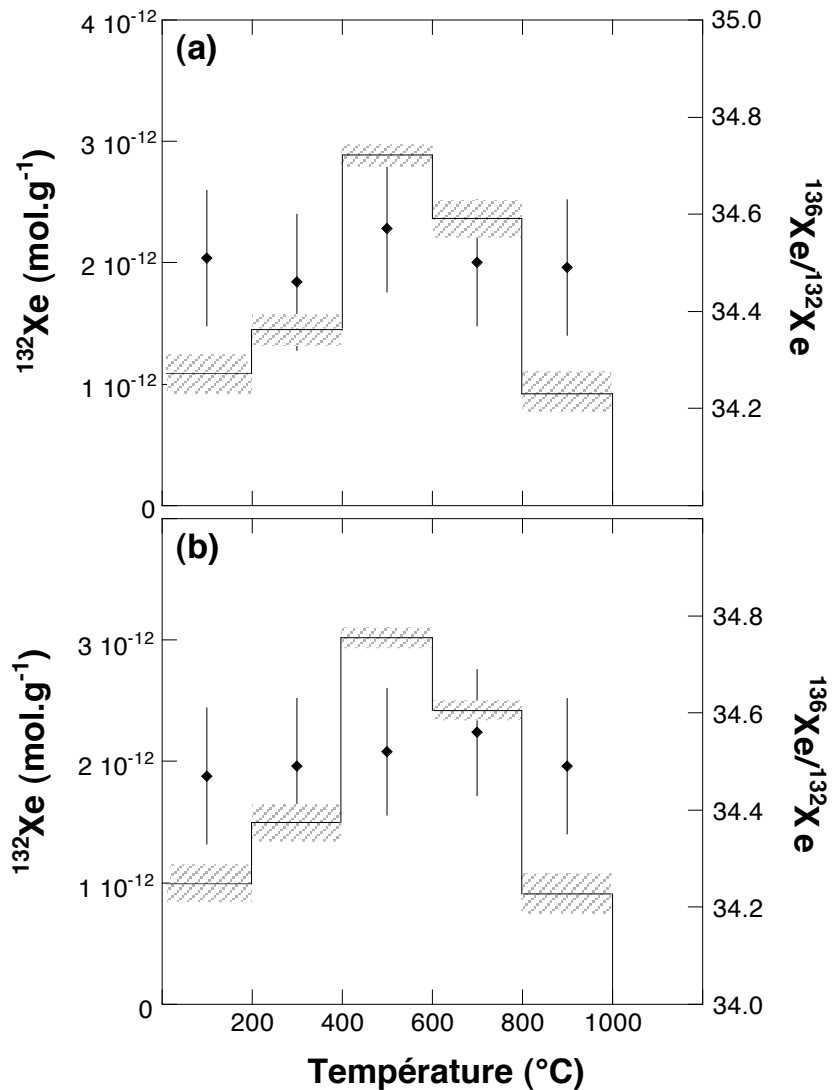 (a)
4 10⁻¹²
3 10⁻¹²
2 10⁻¹²
1 10⁻¹²
0
¹³²Xe (mol.g⁻¹)
35.0
34.8
34.6
34.4
34.2
¹³⁶Xe/¹³²Xe
(b)
3 10⁻¹²
2 10⁻¹²
1 10⁻¹²
0
¹³²Xe (mol.g⁻¹)
34.8
34.6
34.4
34.2
34.0
¹³⁶Xe/¹³²Xe
200 400 600 800 1000
Température (°C)